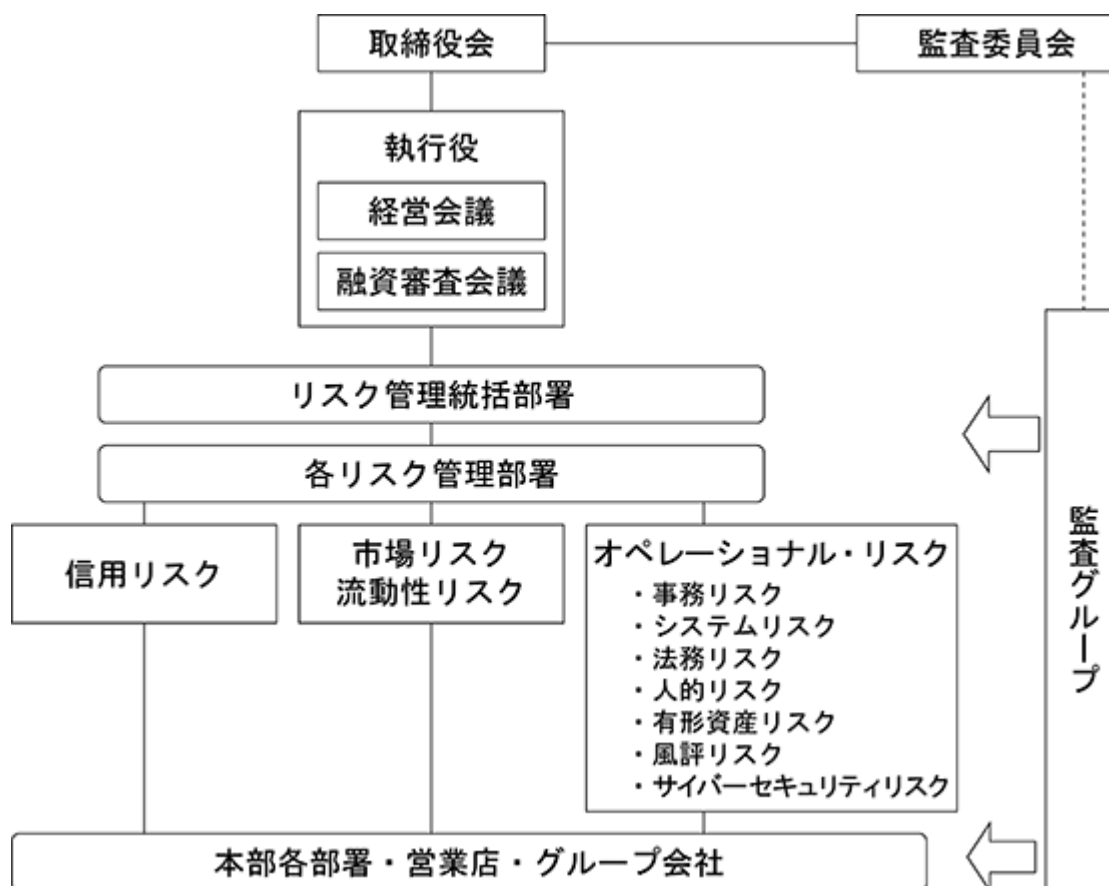 取締役会
監査委員会
執行役
経営会議
融資審査会議
リスク管理統括部署
各リスク管理部署
信用リスク
市場リスク
流動性リスク
オペレーショナル・リスク
・事務リスク
・システムリスク
・法務リスク
・人的リスク
・有形資産リスク
・風評リスク
・サイバーセキュリティリスク
監査グループ
本部各部署・営業店・グループ会社